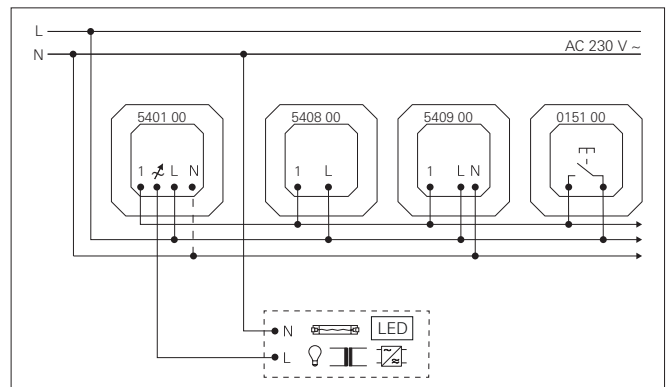 L
N
AC 230 V ~
5401 00
5408 00
5409 00
0151 00
1 L N
1 L
1 L N
N LED
L